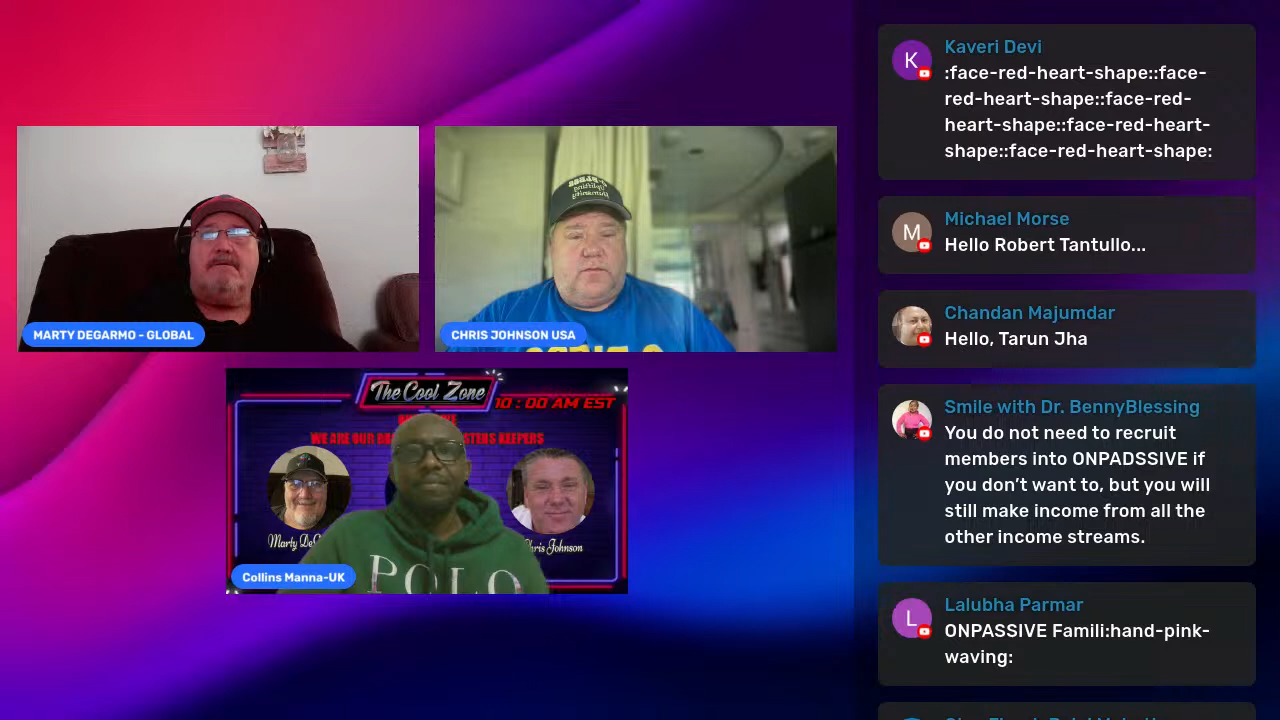 MARTY DEGARMO - GLOBAL
CHRIS JOHNSON USA
The Cool Zone
10 : 00 AM EST
WE ARE OUR
KEEPERS
Marty
Chris Johnson
POLO
Collins Manna-UK
K
Kaveri Devi
:face-red-heart-shape::face-
red-heart-shape::face-red-
heart-shape::face-red-heart-
shape::face-red-heart-shape:
M
Michael Morse
Hello Robert Tantullo...
Chandan Majumdar
Hello, Tarun Jha
Smile with Dr. BennyBlessing
You do not need to recruit
members into ONPADSSIVE if
you don’t want to, but you will
still make income from all the
other income streams.
L
Lalubha Parmar
ONPASSIVE Famili:hand-pink-
waving: